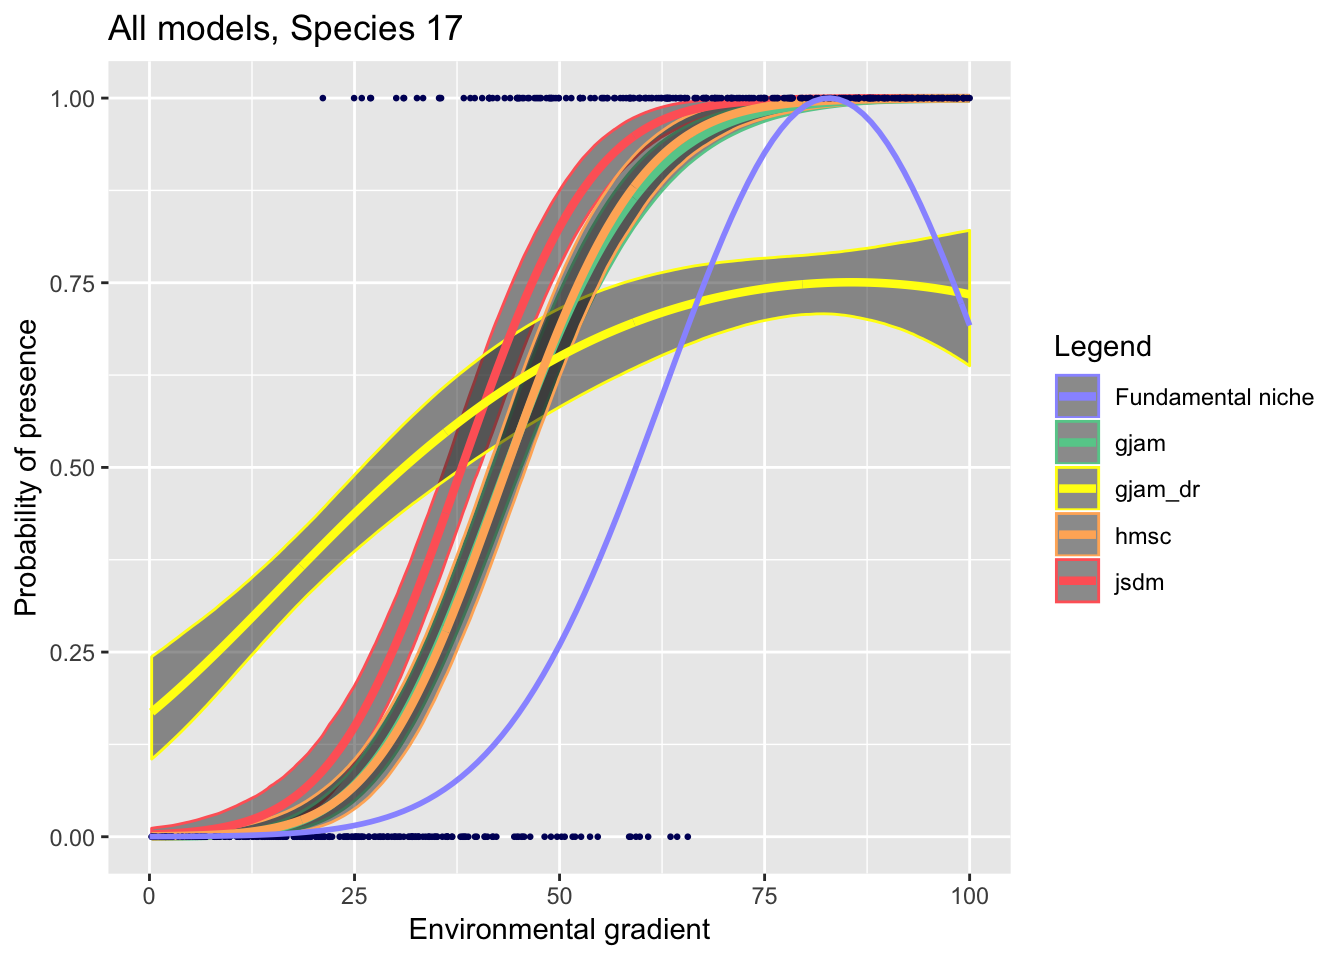 All models, Species 17
Probability of presence
1.00
0.75
0.50
0.25
0.00
0
25
50
75
100
Environmental gradient
Legend
Fundamental niche
gjam
gjam_dr
hmsc
jsdm